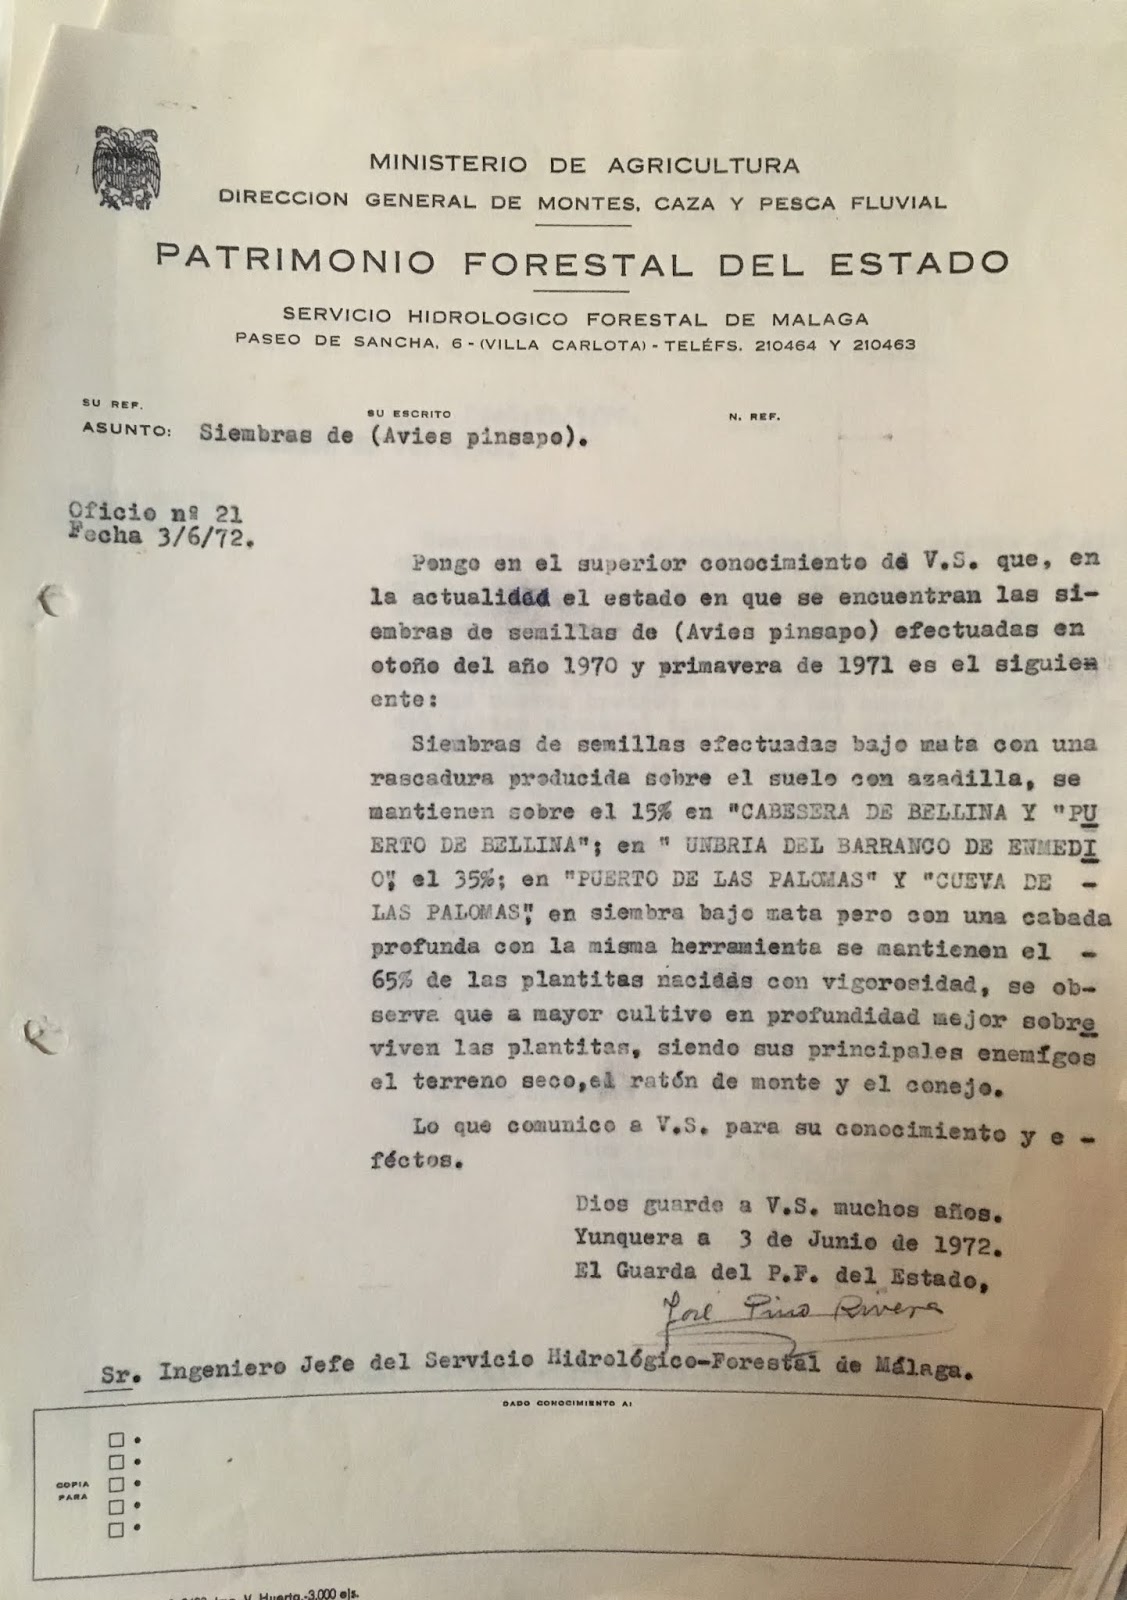 MINISTERIO DE AGRICULTURA
DIRECCION GENERAL DE MONTES, CAZA Y PESCA FLUVIAL
PATRIMONIO FORESTAL DEL ESTADO
SERVICIO HIDROLOGICO FORESTAL DE MALAGA
PASEO DE SANCHA, 6 - (VILLA CARLOTA) - TELÉFS. 210464 Y 210463
SU REF.
SU ESCRITO
N. REF.
ASUNTO: Siembras de (Avies pinsapo).
Oficio nº 21
Fecha 3/6/72.
Pongo en el superior conocimiento de V.S. que, en
la actualidad el estado en que se encuentran las si-
embras de semillas de (Avies pinsapo) efectuadas en
otoño del año 1970 y primavera de 1971 es el siguien
ente:
Siembras de semillas efectuadas bajo mata con una
rascadura producida sobre el suelo con azadilla, se
mantienen sobre el 15% en "CABESERA DE BELLINA Y "PU
ERTO DE BELLINA"; en " UNBRIA DEL BARRANCO DE ENMEDI
O", el 35%; en "PUERTO DE LAS PALOMAS" Y "CUEVA DE -
LAS PALOMAS", en siembra bajo mata pero con una cabada
profunda con la misma herramienta se mantienen el -
65% de las plantitas nacidas con vigorosidad, se ob-
serva que a mayor cultivo en profundidad mejor sobre
viven las plantitas, siendo sus principales enemígos
el terreno seco,el ratón de monte y el conejo.
Lo que comunico a V.S. para su conocimiento y e -
féctos.
Dios guarde a V.S. muchos años.
Yunquera a 3 de Junio de 1972.
El Guarda del P.F. del Estado,
José Pino Rivera
Sr. Ingeniero Jefe del Servicio Hidrológico-Forestal de Málaga.
DADO CONOCIMIENTO A:
COPIA
PARA
V. Huerta.-3.000 ejs.